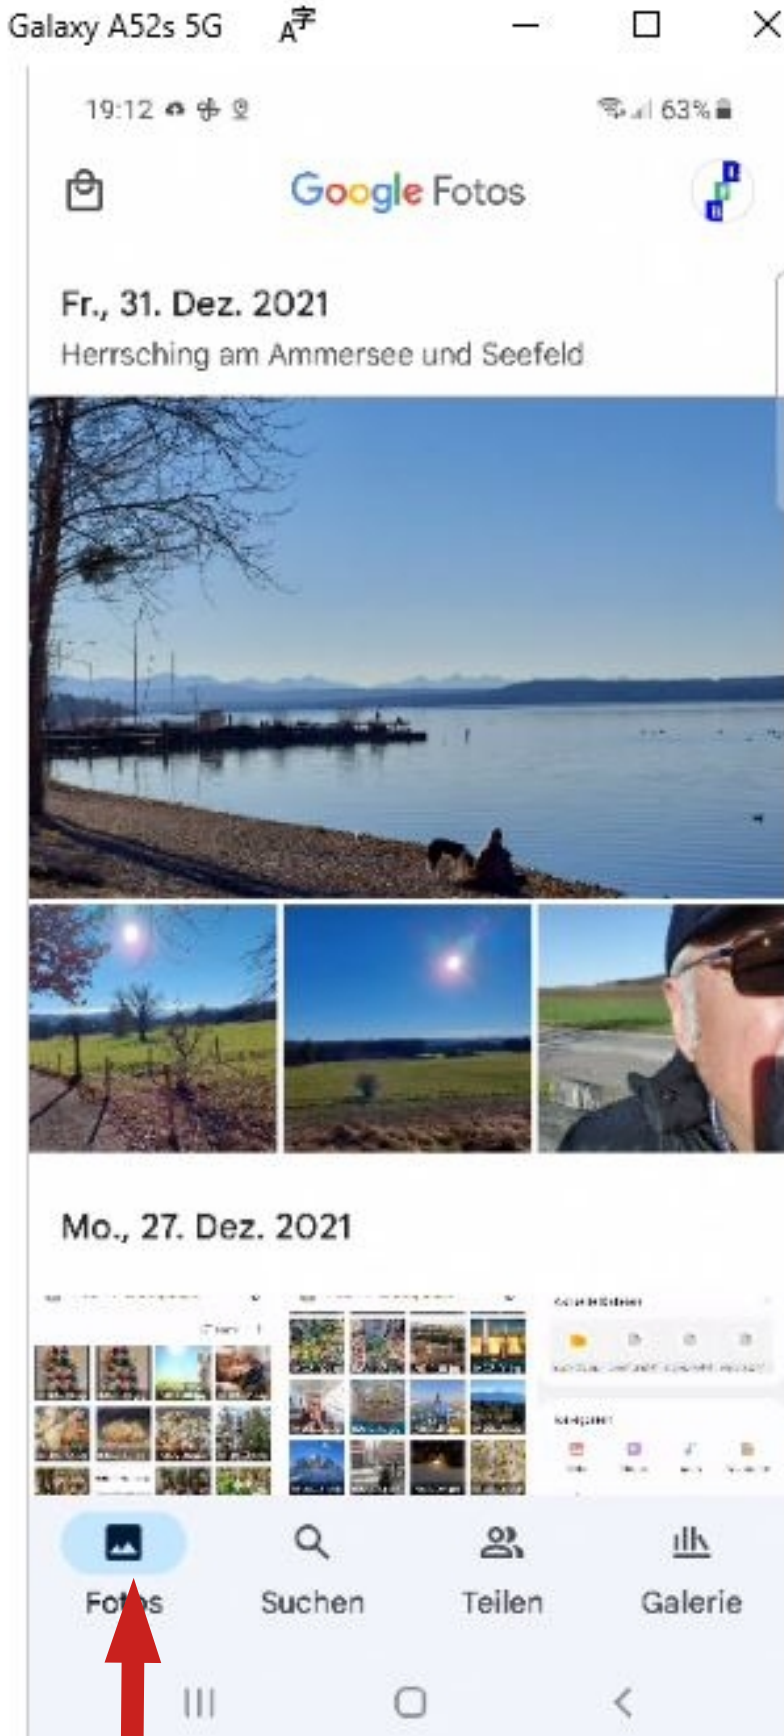 Galaxy A52s 5G
19:12
63%
Google Fotos
Fr., 31. Dez. 2021
Herrsching am Ammersee und Seefeld
Mo., 27. Dez. 2021
Fotos
Suchen
Teilen
Galerie